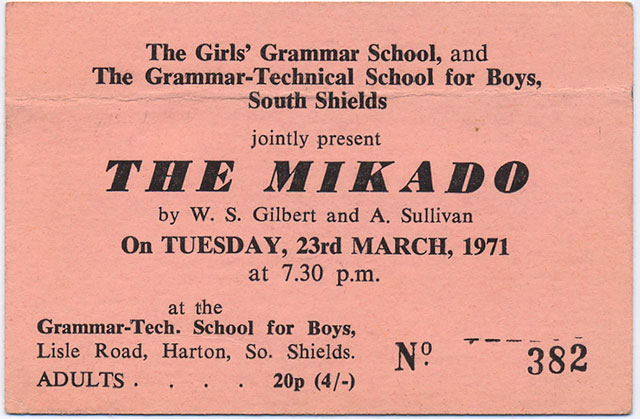 The Girls' Grammar School, and
The Grammar-Technical School for Boys,
South Shields
jointly present
THE MIKADO
by W. S. Gilbert and A. Sullivan
On TUESDAY, 23rd MARCH, 1971
at 7.30 p.m.
at the
Grammar-Tech. School for Boys,
Lisle Road, Harton, So. Shields.
ADULTS . . . . 20p (4/-)
Nº 382